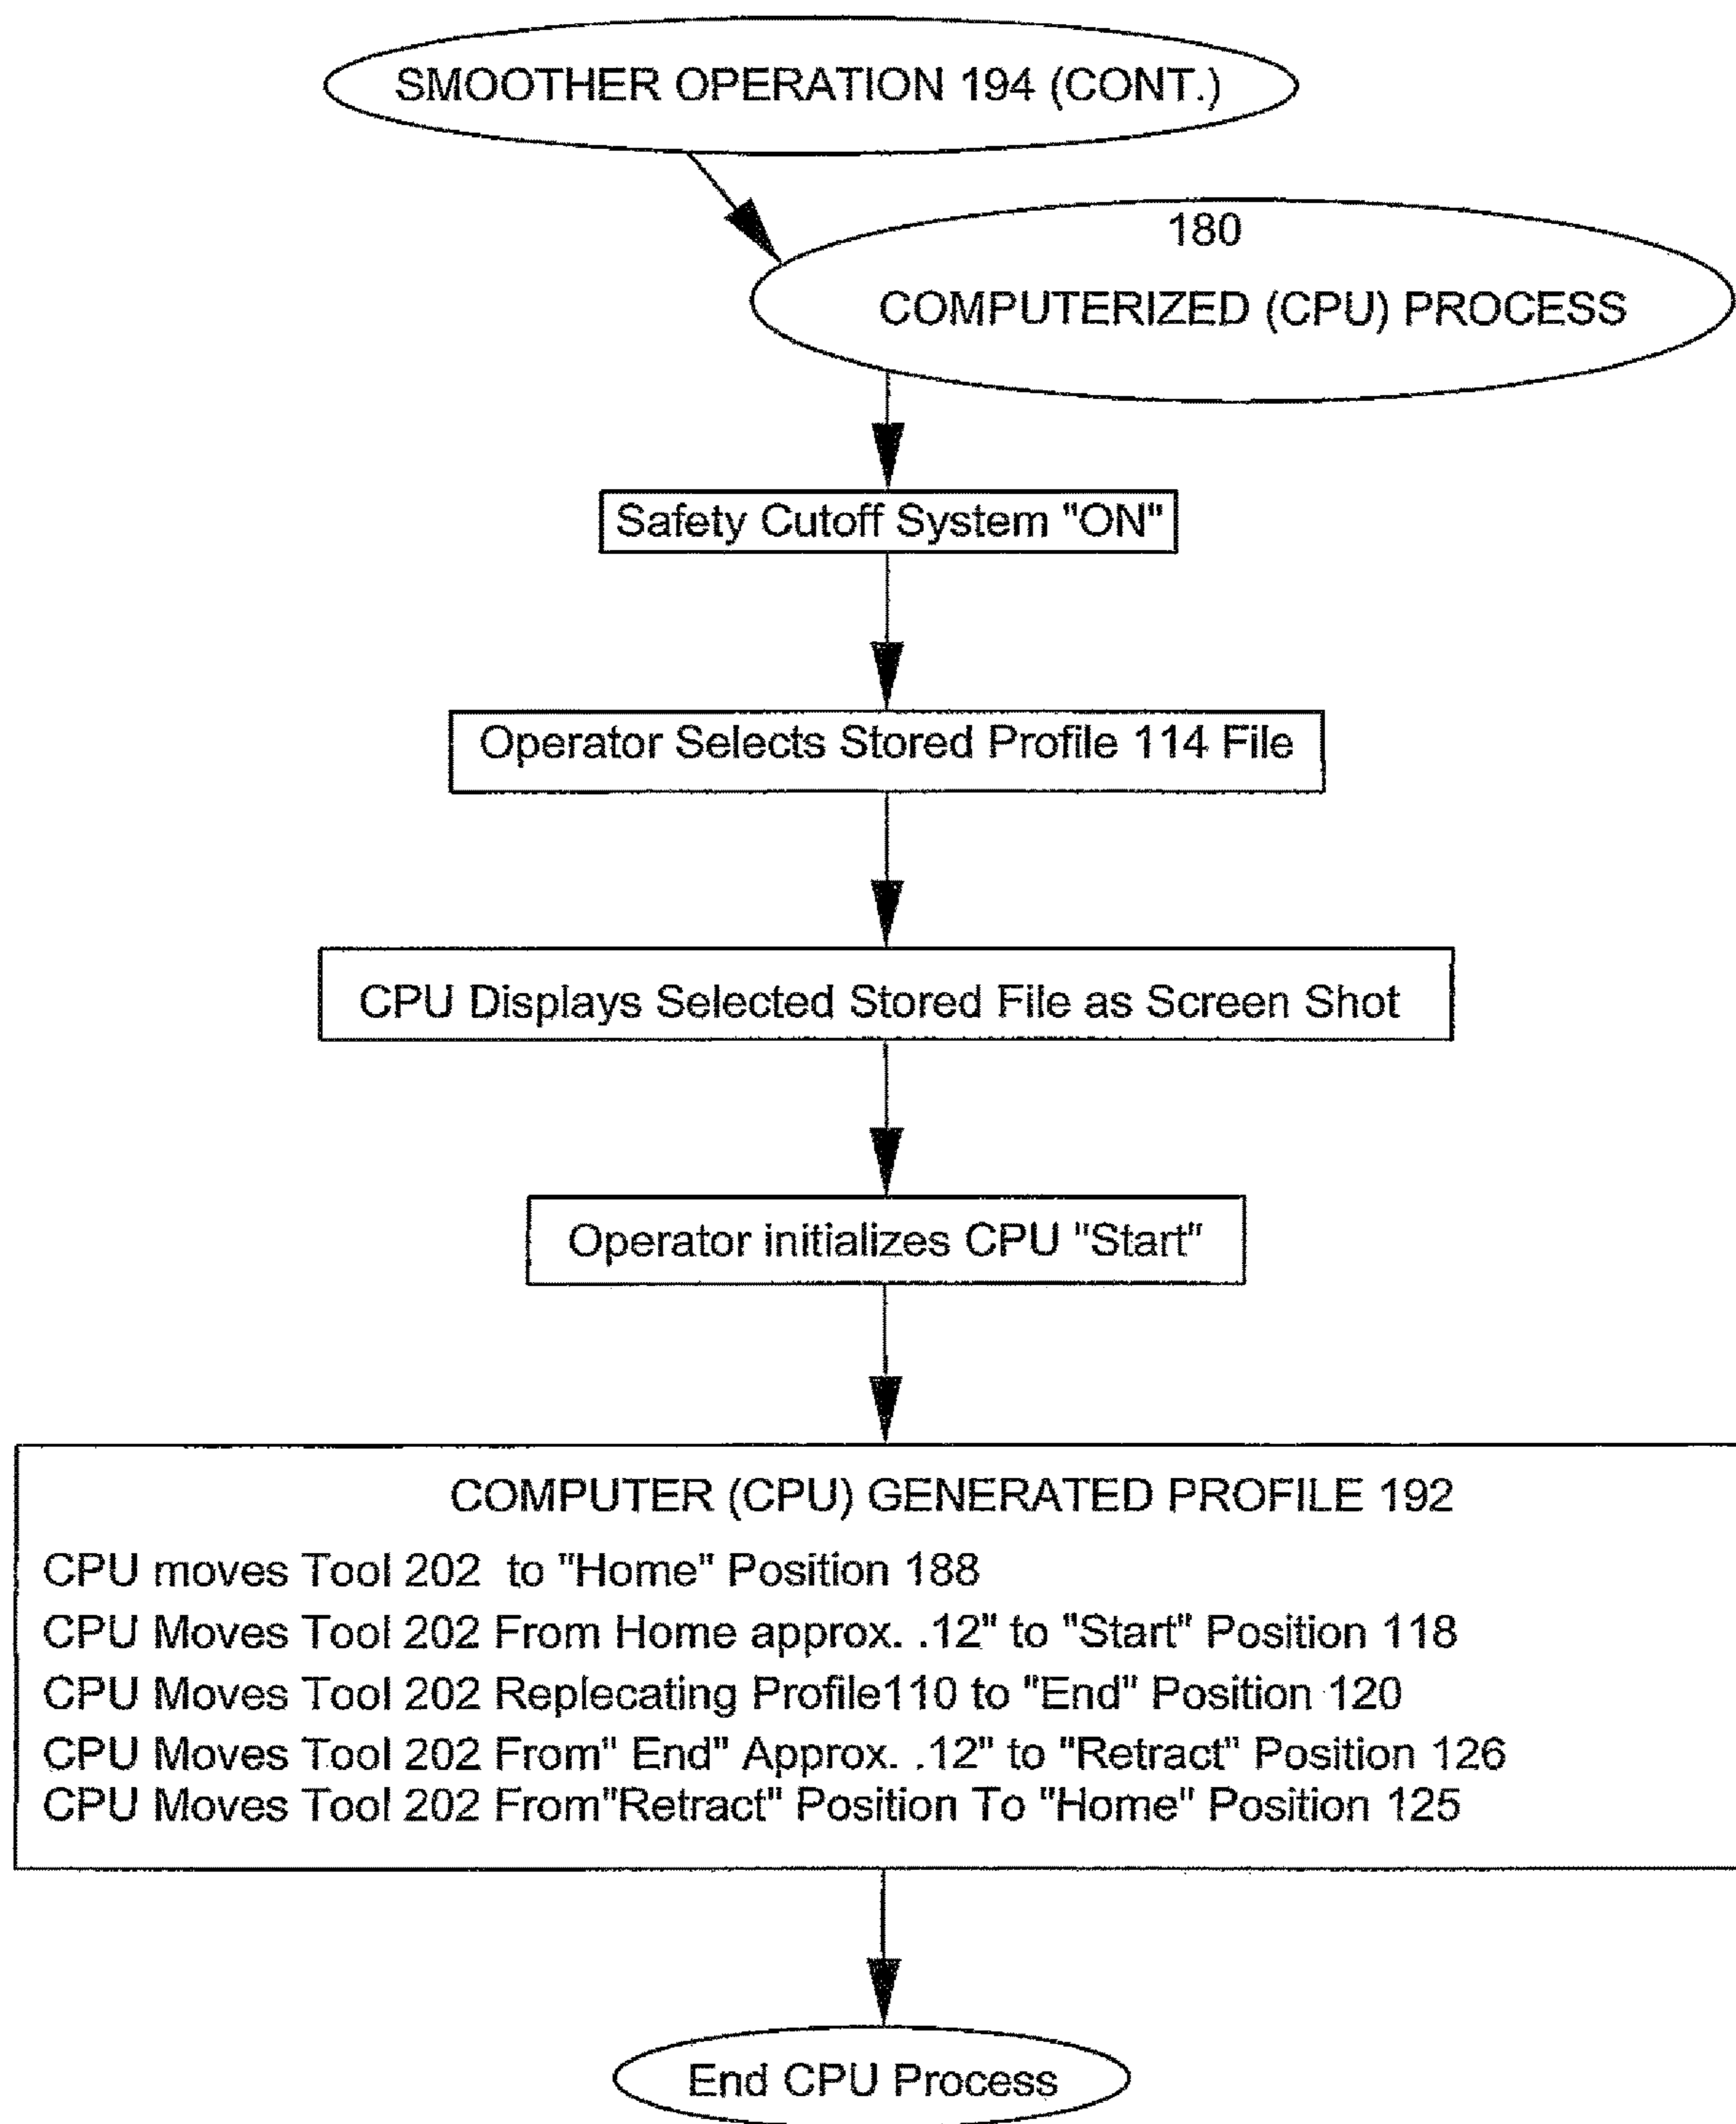 SMOOTHER OPERATION 194 (CONT.)
180
COMPUTERIZED (CPU) PROCESS
Safety Cutoff System "ON"
Operator Selects Stored Profile 114 File
CPU Displays Selected Stored File as Screen Shot
Operator initializes CPU "Start"
COMPUTER (CPU) GENERATED PROFILE 192
CPU moves Tool 202 to "Home" Position 188
CPU Moves Tool 202 From Home approx. .12" to "Start" Position 118
CPU Moves Tool 202 Replecating Profile110 to "End" Position 120
CPU Moves Tool 202 From" End" Approx. .12" to "Retract" Position 126
CPU Moves Tool 202 From"Retract" Position To "Home" Position 125
End CPU Process